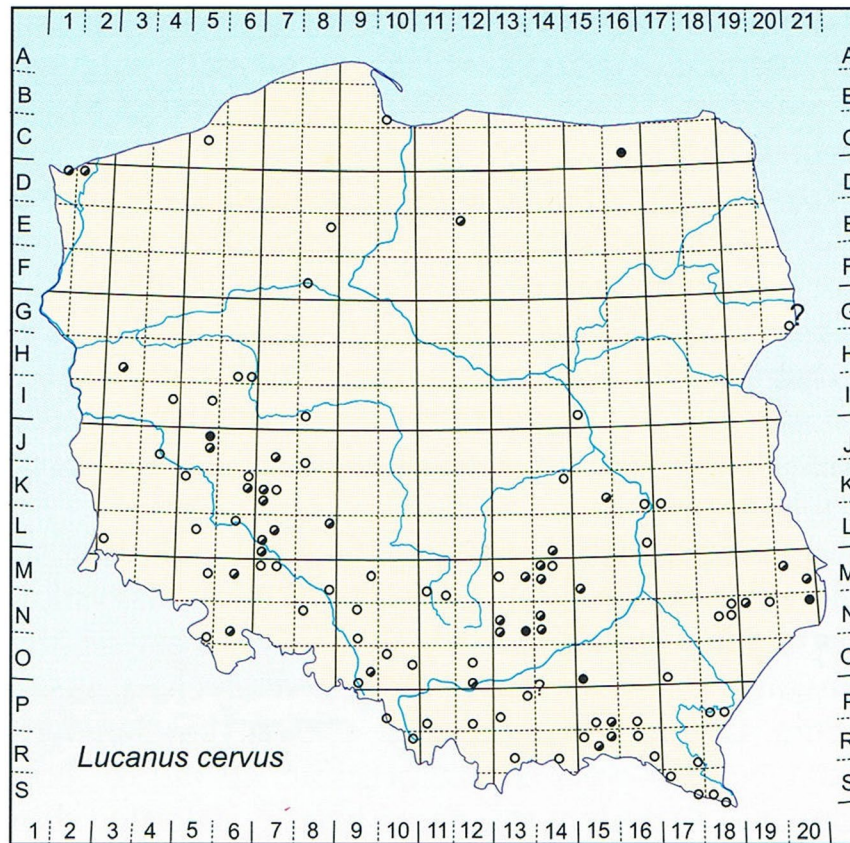 1 2 3 4 5 6 7 8 9 10 11 12 13 14 15 16 17 18 19 20 21
A A
B B
C C
D D
E E
F F
G G
?
H H
I I
J J
K K
L L
M M
N N
O O
?
P P
R R
Lucanus cervus
S S
1 2 3 4 5 6 7 8 9 10 11 12 13 14 15 16 17 18 19 20